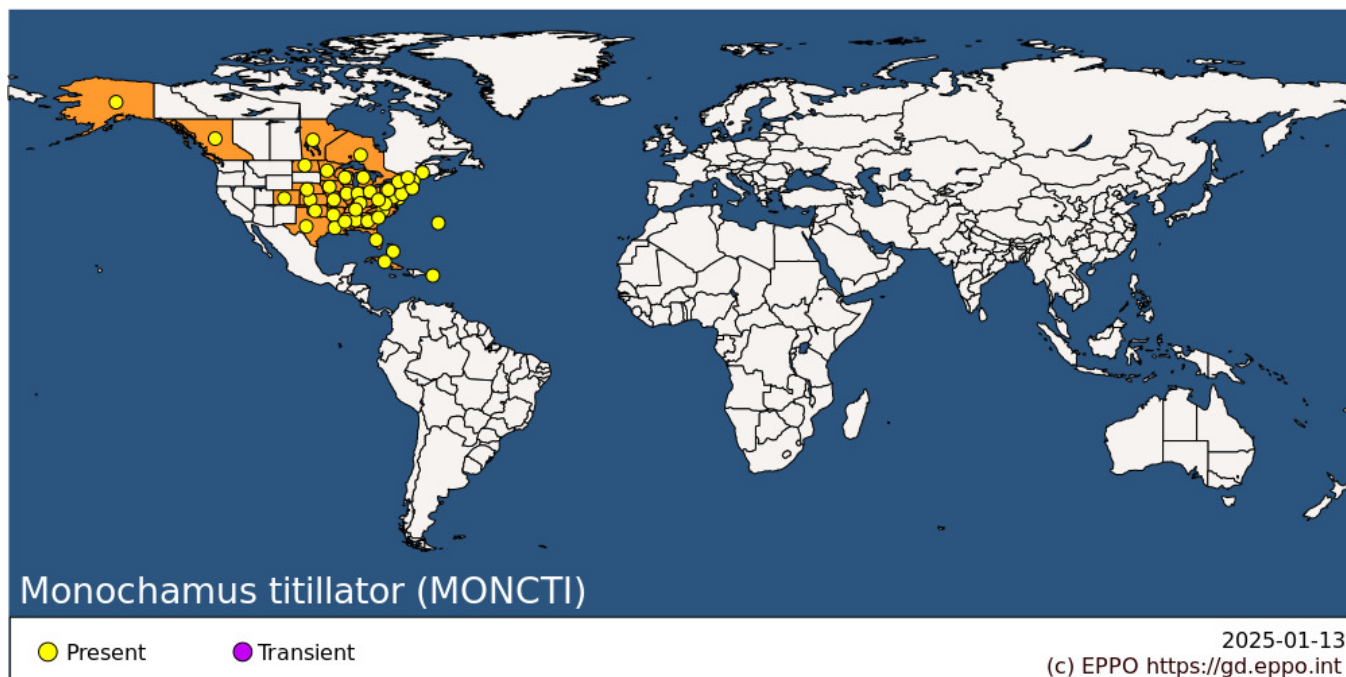 Monochamus titillator (MONCTI)
Present
Transient
2025-01-13
(c) EPPO https://gd.eppo.int